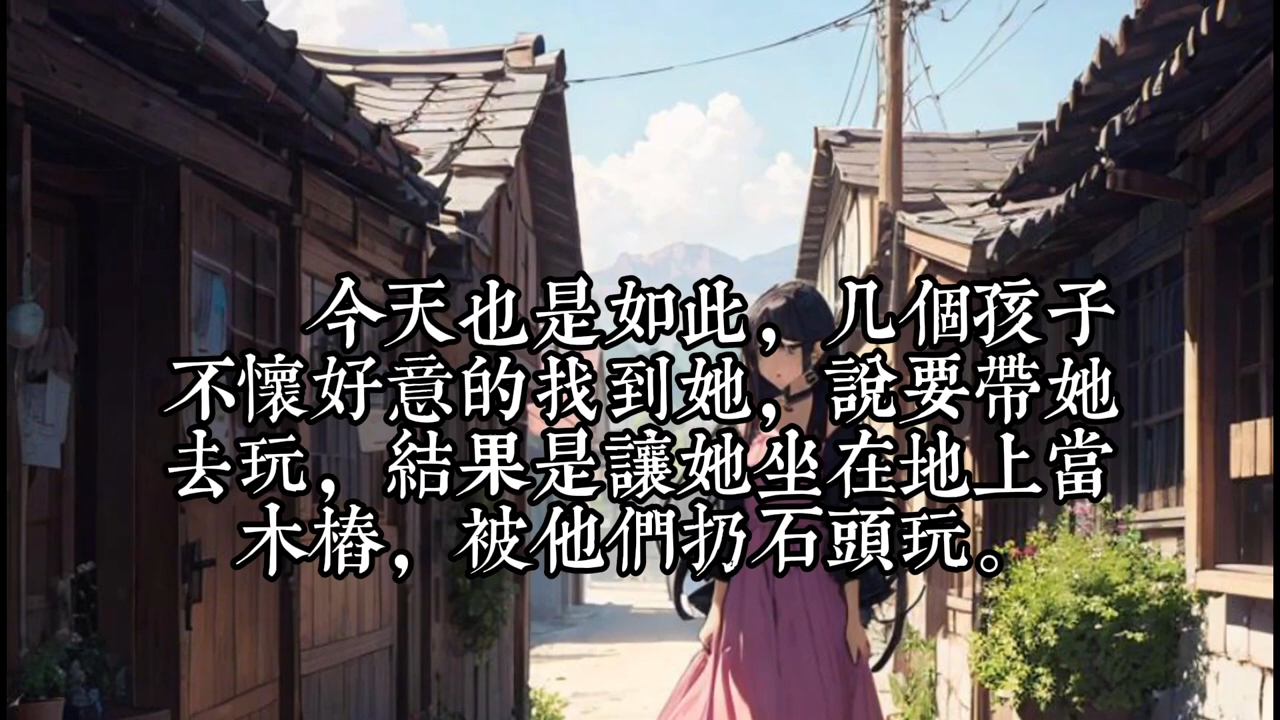 今天也是如此，几個孩子
不懷好意的找到她，說要帶她
去玩，結果是讓她坐在地上當
木樁，被他們扔石頭玩。